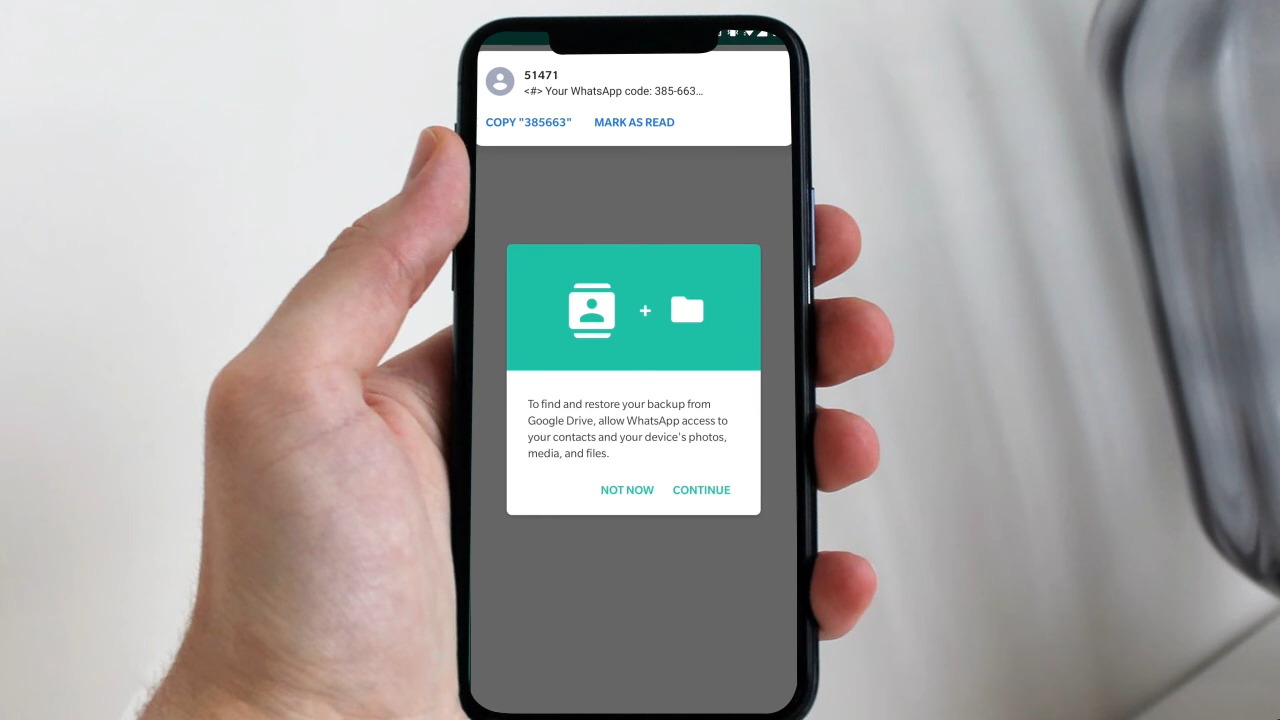 51471
<#> Your WhatsApp code: 385-663...
COPY "385663" MARK AS READ
+
To find and restore your backup from
Google Drive, allow WhatsApp access to
your contacts and your device's photos,
media, and files.
NOT NOW CONTINUE